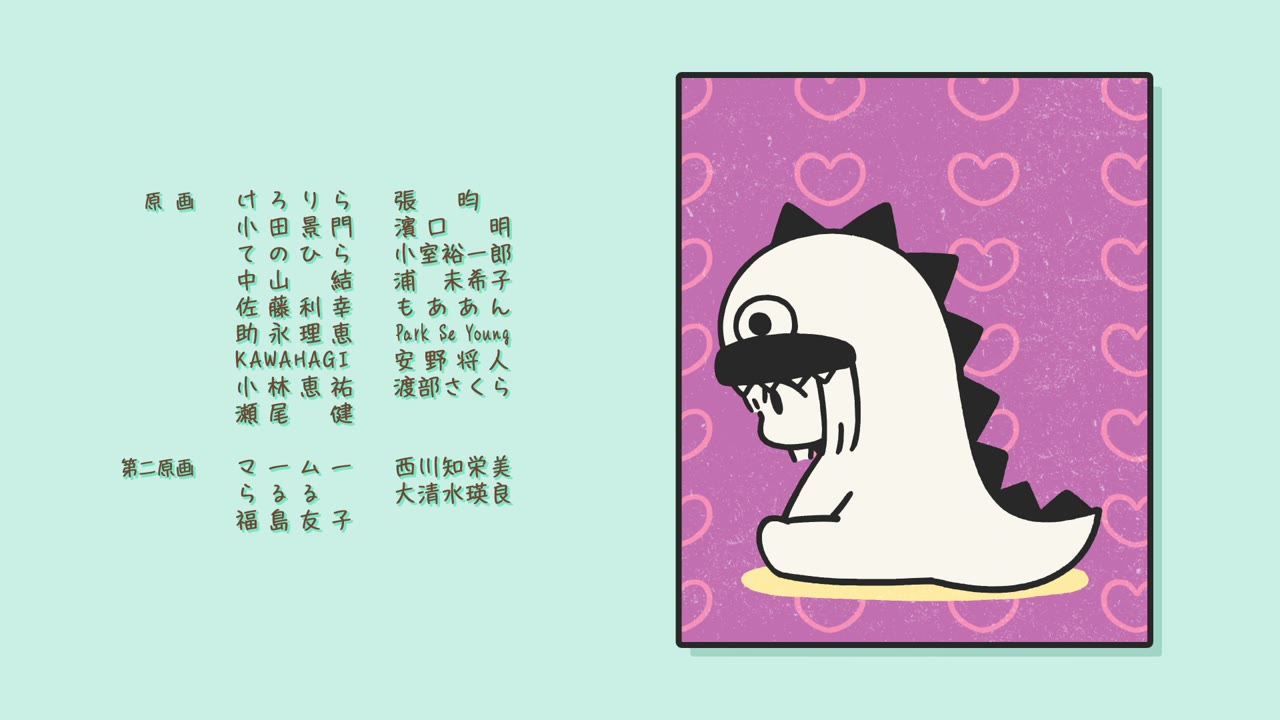 原画 けろりら 張 昀
小田景門 濱口 明
てのひら 小室裕一郎
中山 結 浦 未希子
佐藤利幸 もああん
助永理恵 Park Se Young
KAWAHAGI 安野将人
小林恵祐 渡部さくら
瀬尾 健
第二原画 マームー 西川知栄美
らるる 大清水瑛良
福島友子